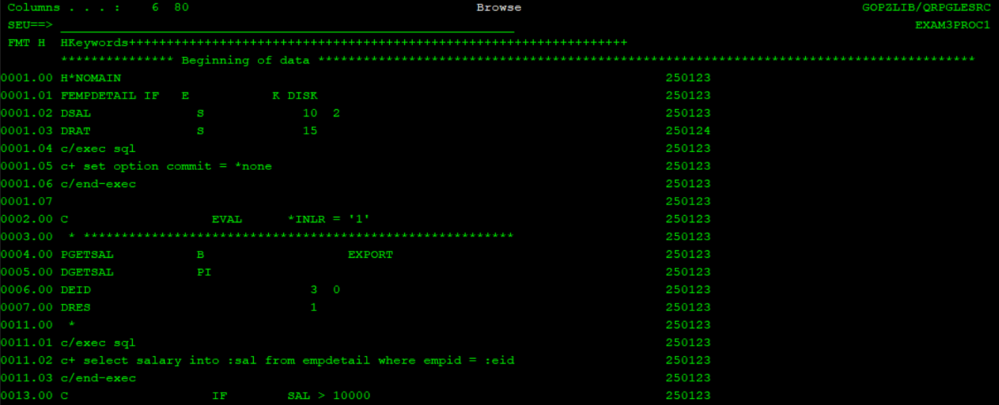 Columns . . . :    6  80                                      Browse                                             GOPZLIB/QRPGLESRC
SEU==> ____________________________________________________________                                                      EXAM3PROC1
FMT H  HKeywords++++++++++++++++++++++++++++++++++++++++++++++++++++++++++++++++++
        *************** Beginning of data ***************************************************************************************
0001.00 H*NOMAIN                                                                        250123
0001.01 FEMPDETAIL IF   E           K DISK                                              250123
0001.02 DSAL              S             10  2                                           250123
0001.03 DRAT              S             15                                              250124
0001.04 c/exec sql                                                                      250123
0001.05 c+ set option commit = *none                                                    250123
0001.06 c/end-exec                                                                      250123
0001.07                                                                                 250123
0002.00 C                   EVAL      *INLR = '1'                                       250123
0003.00  * *********************************************************                    250123
0004.00 PGETSAL           B                   EXPORT                                    250123
0005.00 DGETSAL           PI                                                            250123
0006.00 DEID                             3  0                                           250123
0007.00 DRES                             1                                              250123
0011.00  *                                                                              250123
0011.01 c/exec sql                                                                      250123
0011.02 c+ select salary into :sal from empdetail where empid = :eid                    250123
0011.03 c/end-exec                                                                      250123
0013.00 C                   IF        SAL > 10000                                       250123